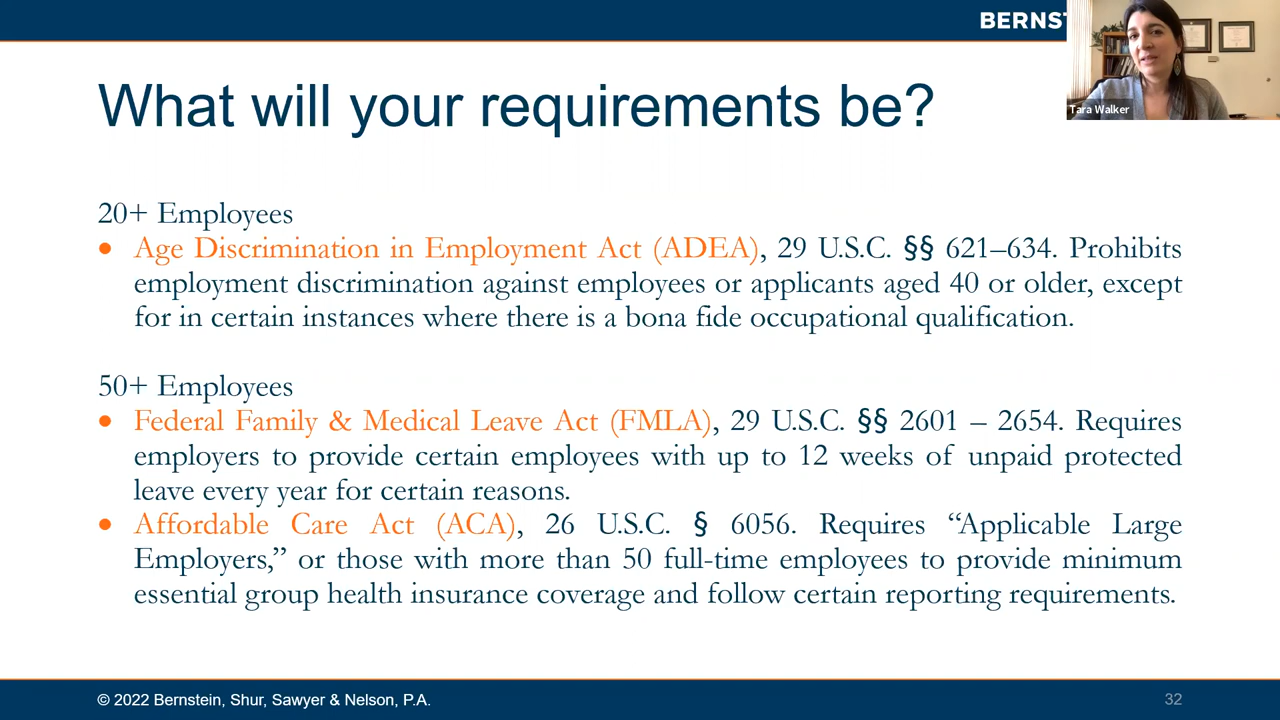 BERNST
Tara Walker
What will your requirements be?
20+ Employees
• Age Discrimination in Employment Act (ADEA), 29 U.S.C. §§ 621–634. Prohibits
employment discrimination against employees or applicants aged 40 or older, except
for in certain instances where there is a bona fide occupational qualification.
50+ Employees
• Federal Family & Medical Leave Act (FMLA), 29 U.S.C. §§ 2601 – 2654. Requires
employers to provide certain employees with up to 12 weeks of unpaid protected
leave every year for certain reasons.
• Affordable Care Act (ACA), 26 U.S.C. § 6056. Requires “Applicable Large
Employers,” or those with more than 50 full-time employees to provide minimum
essential group health insurance coverage and follow certain reporting requirements.
© 2022 Bernstein, Shur, Sawyer & Nelson, P.A.
32